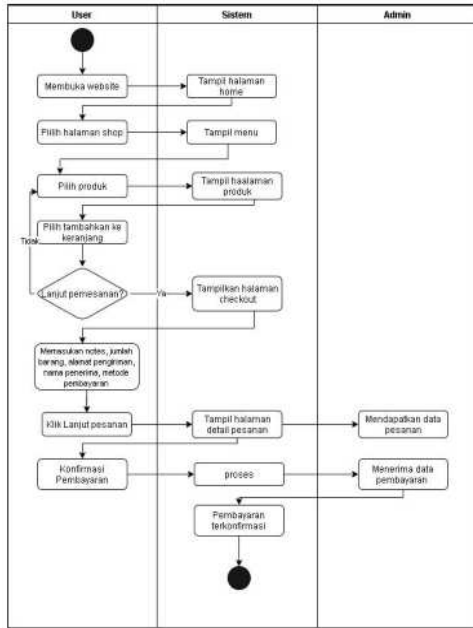 User
Sistem
Admin
Membuka website
Tampil halaman
home
Pilih halaman shop
Tampil menu
Pilih produk
Tampil haalaman
produk
Pilih tambahkan ke
keranjang
Tidak
Lanjut pemesanan?
Ya
Tampilkan halaman
checkout
Memasukan notes, jumlah
barang, alamat pengiriman,
nama penerima, metode
pembayaran
Klik Lanjut pesanan
Tampil halaman
detail pesanan
Mendapatkan data
pesanan
Konfirmasi
Pembayaran
proses
Menerima data
pembayaran
Pembayaran
terkonfirmasi